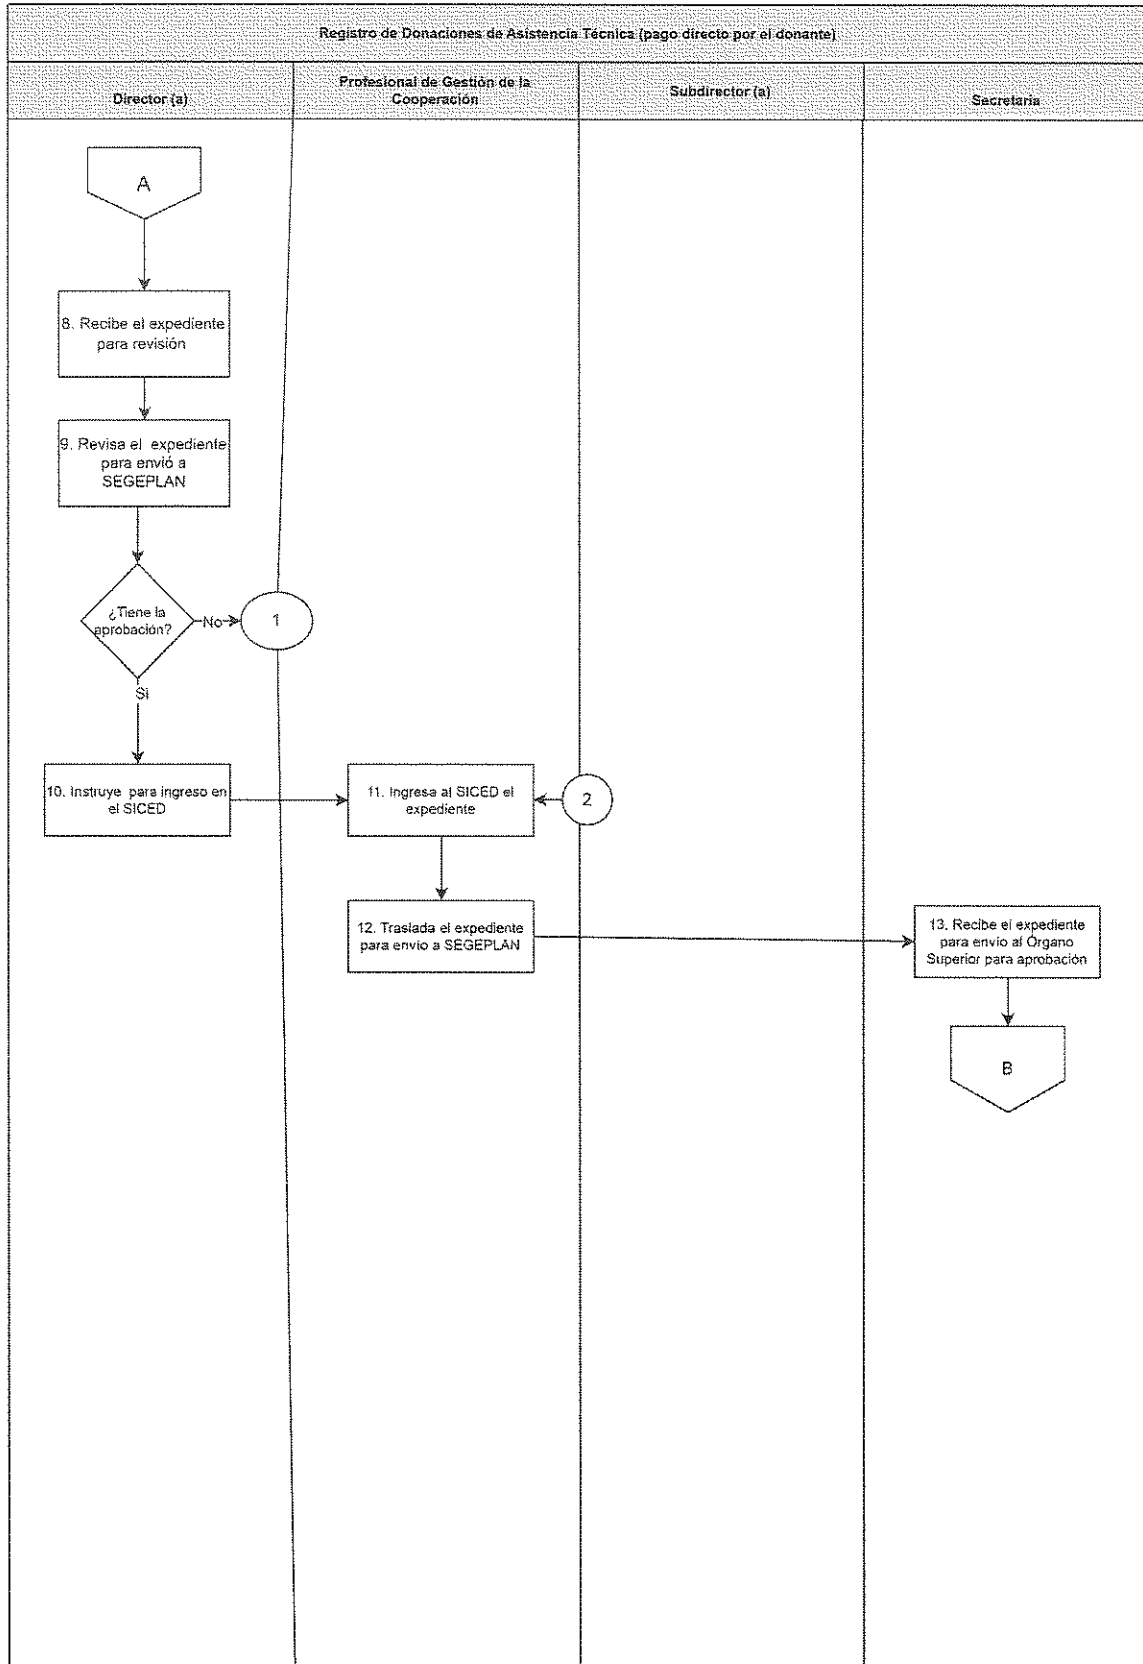 Registro de Donaciones de Asistencia Técnica (pago directo por el donante)
Director (a)
Profesional de Gestión de la
Cooperación
Subdirector (a)
Secretaria
A
8. Recibe el expediente
para revisión
9. Revisa el expediente
para envió a
SEGEPLAN
¿Tiene la
aprobación?
No
1
Si
10. Instruye para ingreso en
el SICED
11. Ingresa al SICED el
expediente
2
12. Traslada el expediente
para envio a SEGEPLAN
13. Recibe el expediente
para envio al Órgano
Superior para aprobación
B